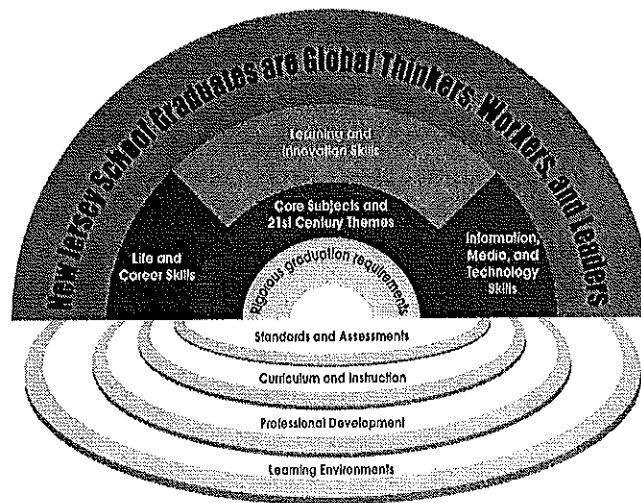 New Jersey School Graduates are Global Thinkers, Workers, and Leaders
Learning and
Innovation Skills
Core Subjects and
21st Century Themes
Life and
Career Skills
Information,
Media, and
Technology
Skills
Rigorous graduation requirements
Standards and Assessments
Curriculum and Instruction
Professional Development
Learning Environments